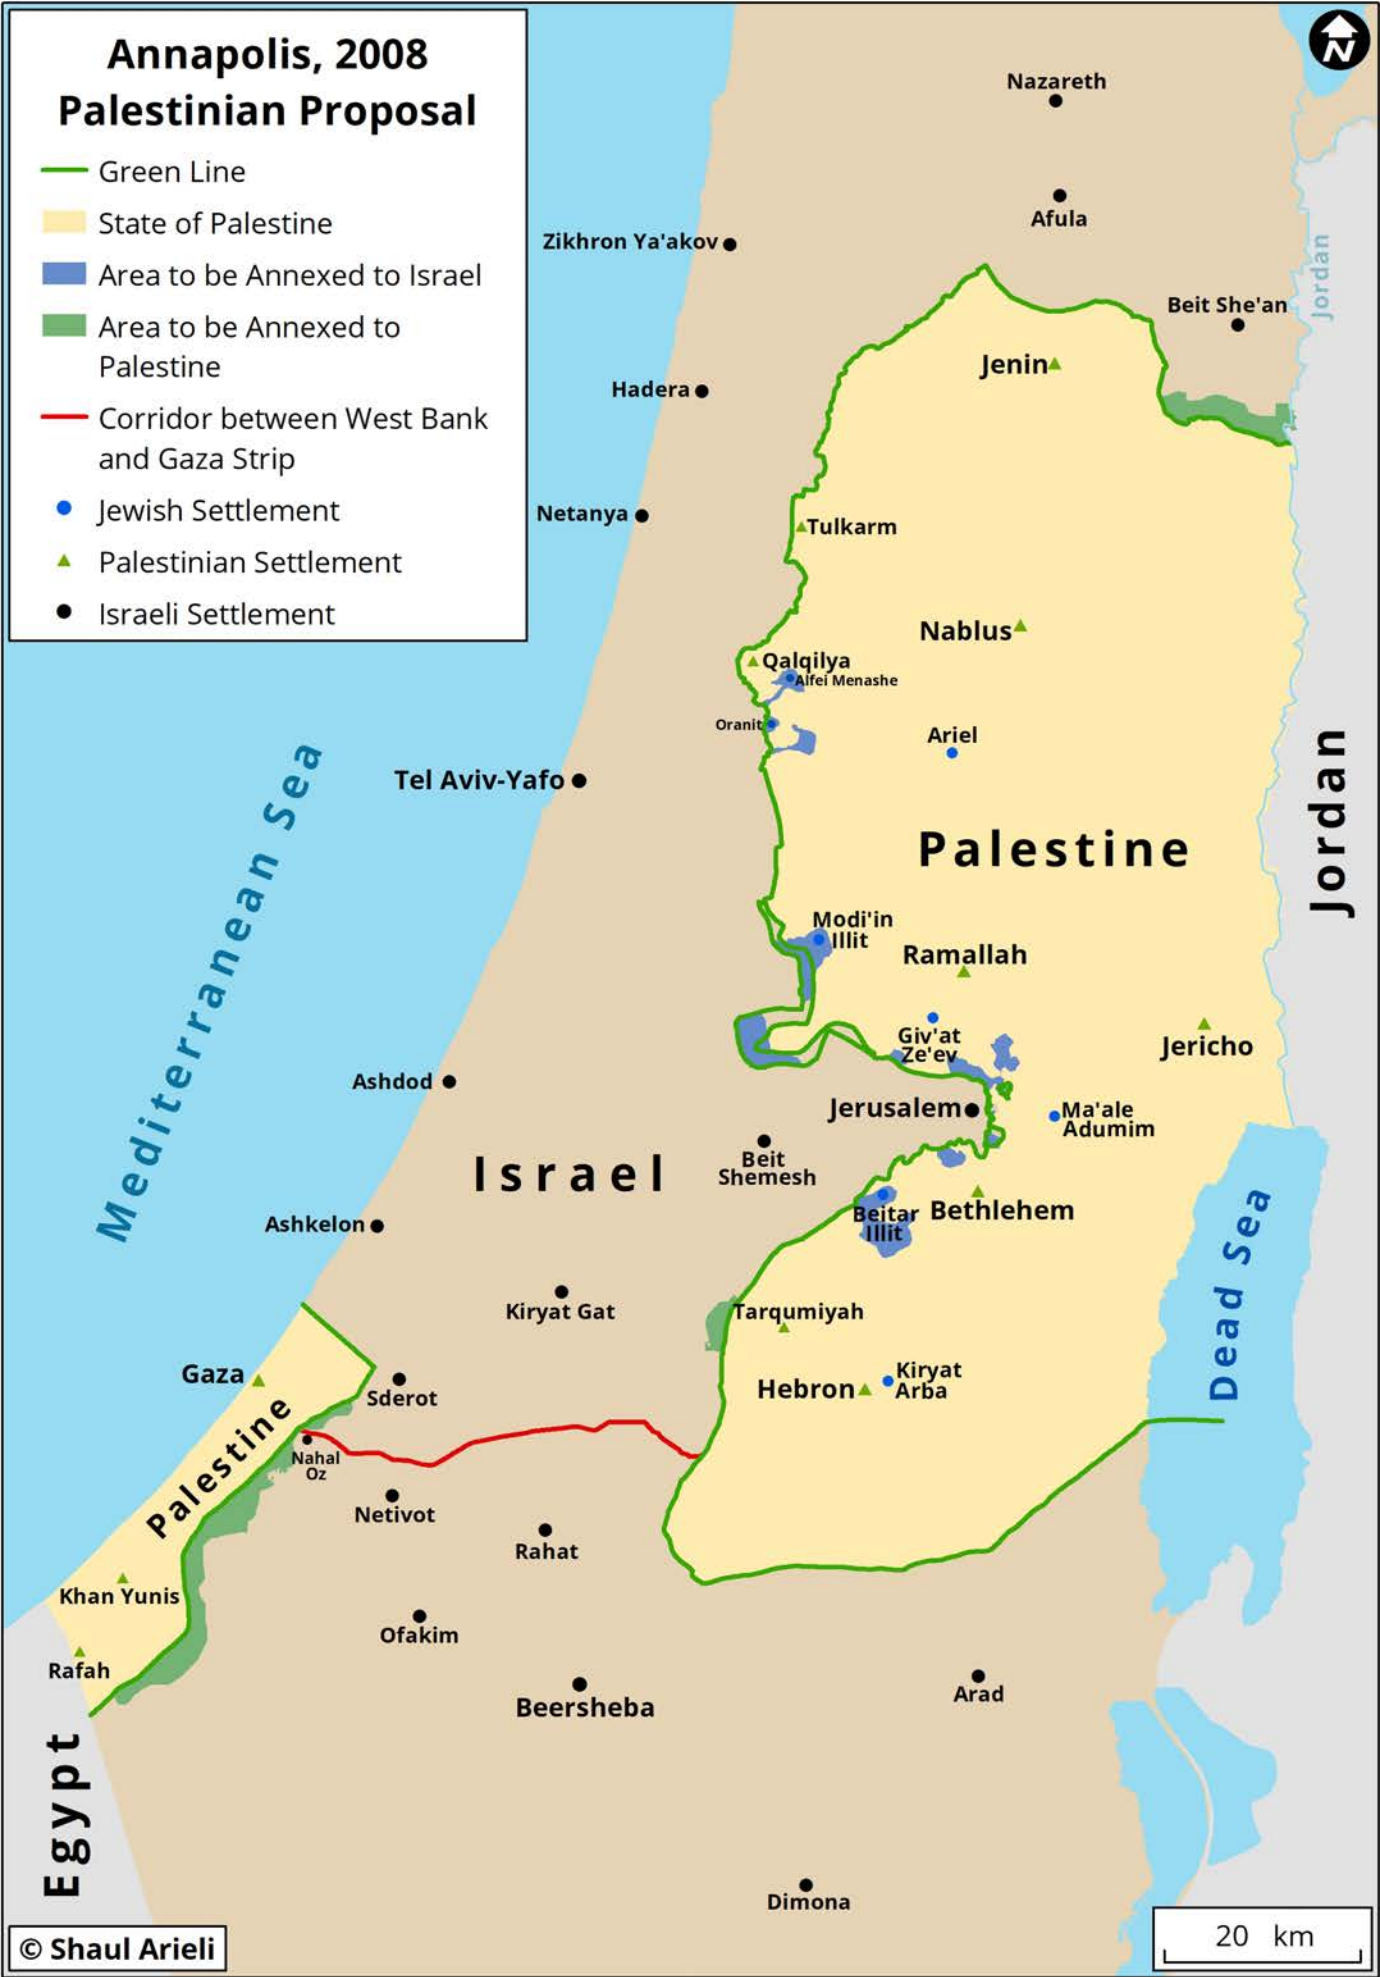 Annapolis, 2008
Palestinian Proposal
Green Line
State of Palestine
Area to be Annexed to Israel
Area to be Annexed to
Palestine
Corridor between West Bank
and Gaza Strip
Jewish Settlement
Palestinian Settlement
Israeli Settlement
N
Nazareth
Afula
Zikhron Ya'akov
Jordan
Beit She'an
Jenin
Hadera
Netanya
Tulkarm
Nablus
Qalqilya
Alfei Menashe
Oranit
Ariel
Tel Aviv-Yafo
Mediterranean Sea
Palestine
Jordan
Modi'in
Illit
Ramallah
Giv'at
Ze'ev
Jericho
Ashdod
Jerusalem
Ma'ale
Adumim
Beit
Shemesh
Israel
Beitar
Illit
Bethlehem
Ashkelon
Dead Sea
Kiryat Gat
Tarqumiyah
Gaza
Sderot
Hebron
Kiryat
Arba
Palestine
Nahal
Oz
Netivot
Rahat
Khan Yunis
Ofakim
Rafah
Beersheba
Arad
Egypt
Dimona
© Shaul Arieli
20 km